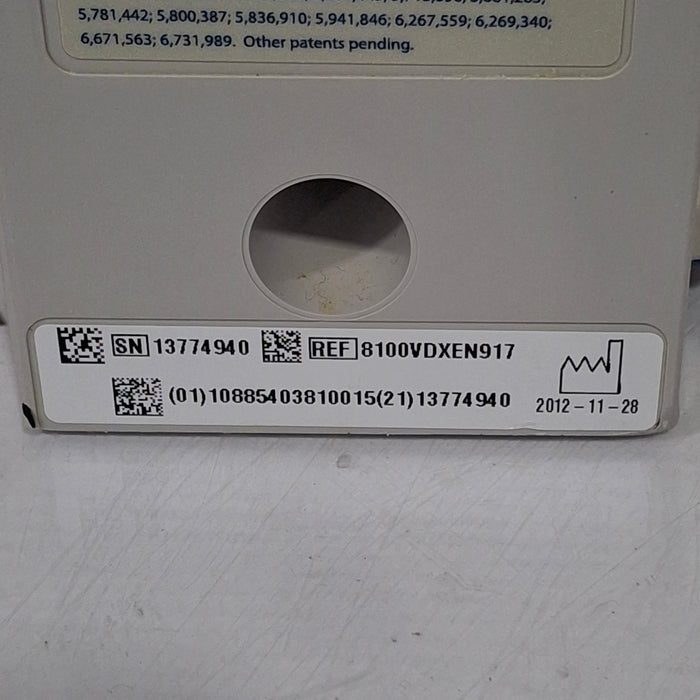 5,781,442; 5,800,387; 5,836,910; 5,941,846; 6,267,559; 6,269,340;
6,671,563; 6,731,989. Other patents pending.
SN 13774940 REF 8100VDXEN917
(01)10885403810015(21)13774940
2012-11-28